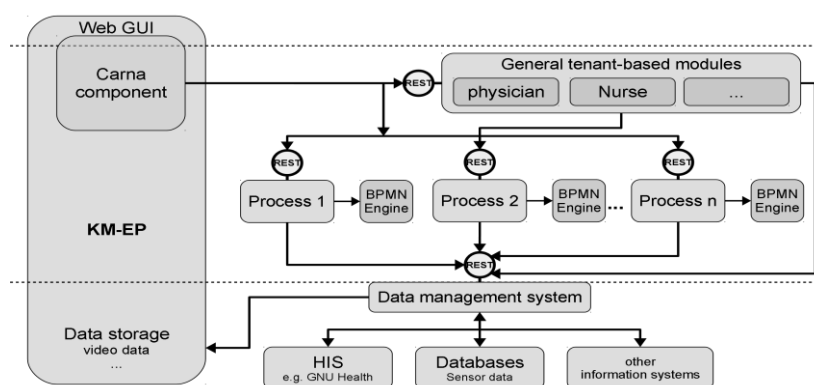 Web GUI
Carna
component
REST
General tenant-based modules
physician
Nurse
...
REST
REST
REST
Process 1
BPMN
Engine
Process 2
BPMN
Engine
...
Process n
BPMN
Engine
KM-EP
REST
Data management system
Data storage
video data
...
HIS
e.g. GNU Health
Databases
Sensor data
other
information systems